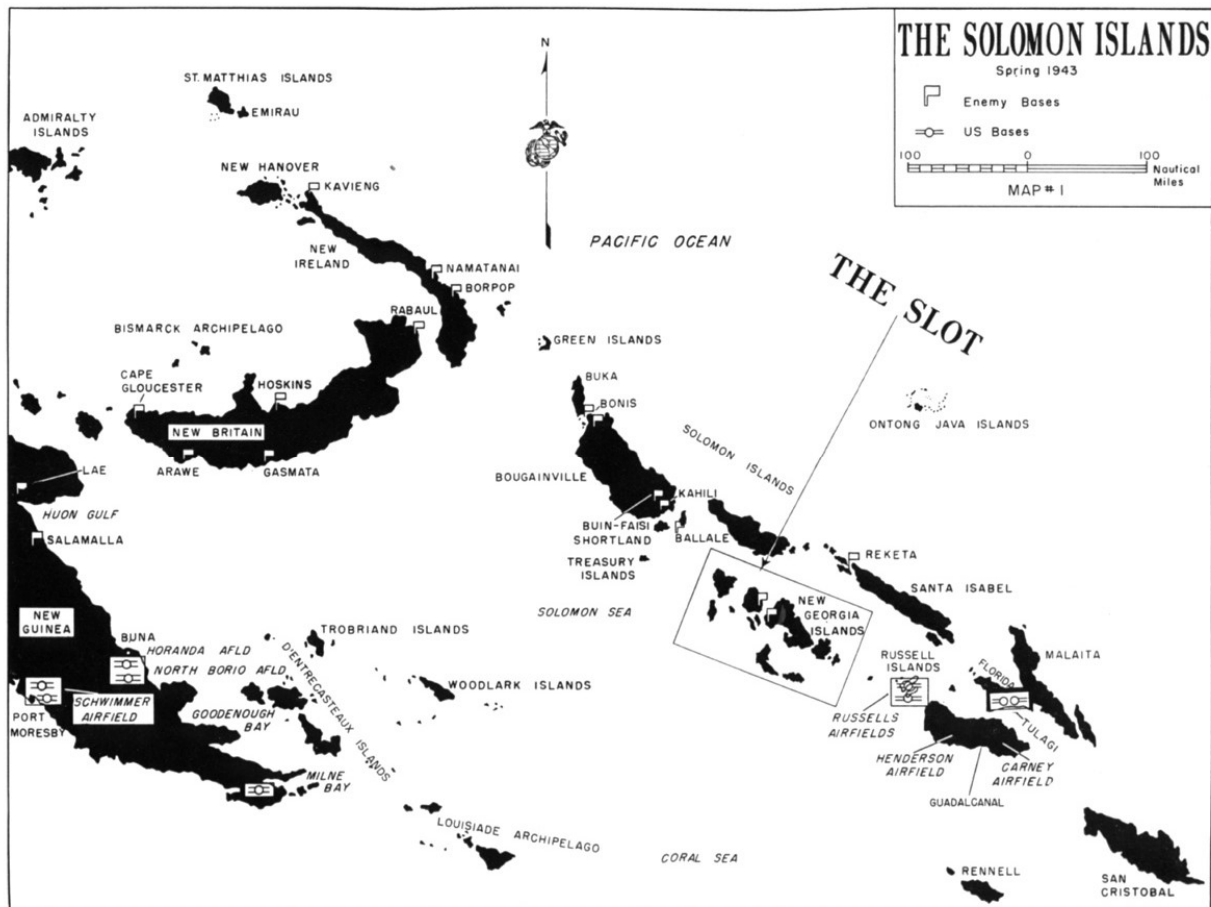 THE SOLOMON ISLANDS
Spring 1943
Enemy Bases
US Bases
100 0 100
Nautical
Miles
MAP # 1
N
ST. MATTHIAS ISLANDS
EMIRAU
ADMIRALTY
ISLANDS
NEW HANOVER
KAVIENG
NEW
IRELAND
PACIFIC OCEAN
NAMATANAI
BORPOP
RABAUL
THE SLOT
BISMARCK ARCHIPELAGO
GREEN ISLANDS
CAPE
GLOUCESTER
HOSKINS
BUKA
BONIS
NEW BRITAIN
ONTONG JAVA ISLANDS
SOLOMON ISLANDS
ARAWE
GASMATA
LAE
BOUGAINVILLE
KAHILI
HUON GULF
BUIN-FAISI
SHORTLAND
BALLALE
SALAMALLA
TREASURY
ISLANDS
REKETA
SANTA ISABEL
NEW
GUINEA
SOLOMON SEA
NEW
GEORGIA
ISLANDS
BUNA
HORANDA AFLD
NORTH BORIO AFLD
TROBRIAND ISLANDS
D'ENTRECASTEAUX ISLANDS
MALAITA
RUSSELL
ISLANDS
FLORIDA
WOODLARK ISLANDS
SCHWIMMER
AIRFIELD
GOODENOUGH
BAY
PORT
MORESBY
RUSSELLS
AIRFIELDS
TULAGI
HENDERSON
AIRFIELD
CARNEY
AIRFIELD
MILNE
BAY
GUADALCANAL
LOUISIADE ARCHIPELAGO
CORAL SEA
RENNELL
SAN
CRISTOBAL